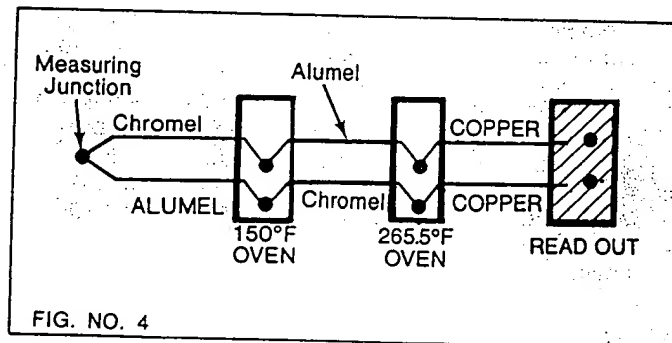 Measuring
Junction
Alumel
Chromel
COPPER
ALUMEL
Chromel
COPPER
150°F
OVEN
265.5°F
OVEN
READ OUT
FIG. NO. 4